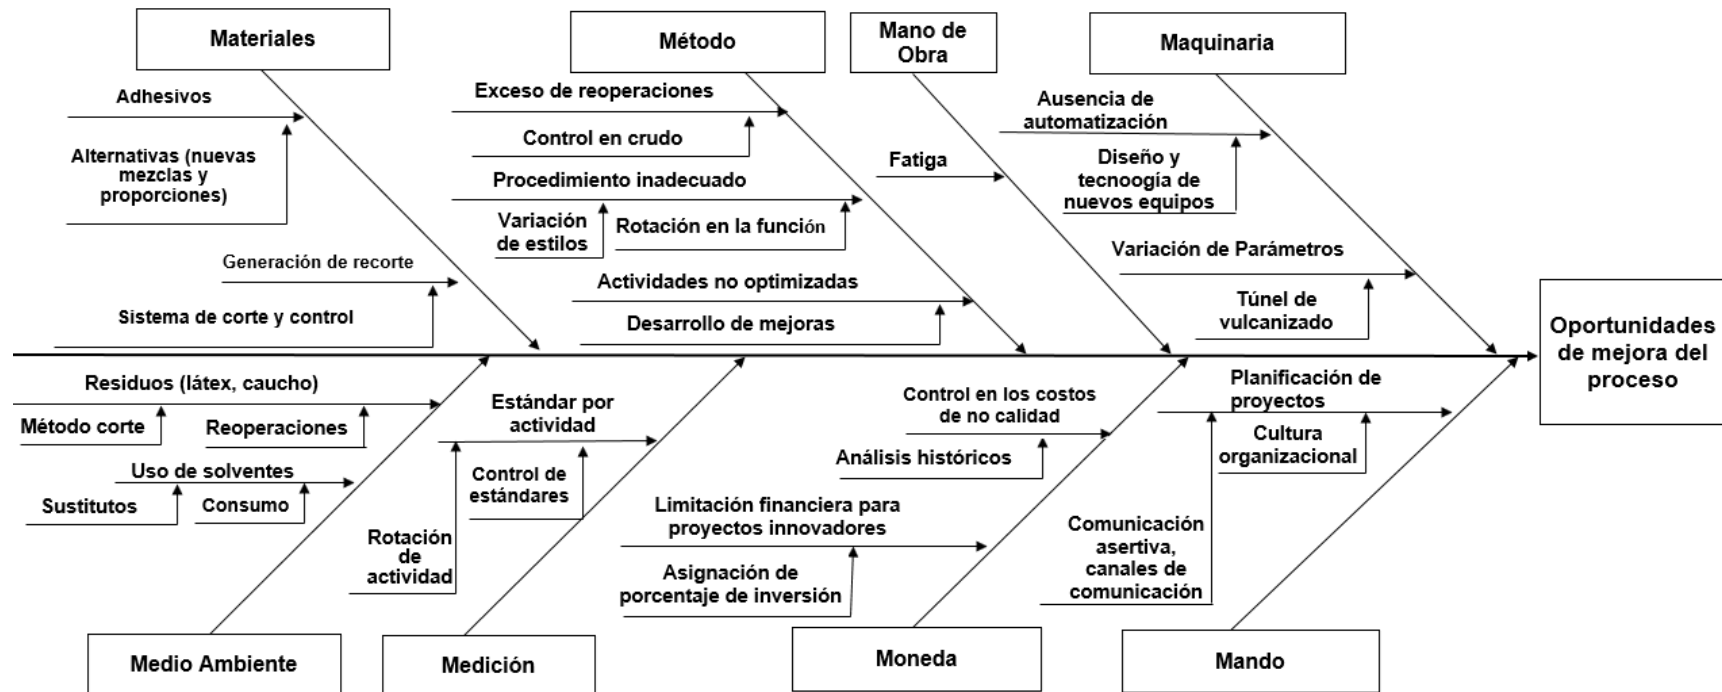 Materiales
Método
Mano de
Obra
Maquinaria
Adhesivos
Alternativas (nuevas
mezclas y
proporciones)
Generación de recorte
Sistema de corte y control
Exceso de reoperaciones
Control en crudo
Procedimiento inadecuado
Variación
de estilos
Rotación en la función
Actividades no optimizadas
Desarrollo de mejoras
Fatiga
Ausencia de
automatización
Diseño y
tecnoogía de
nuevos equipos
Variación de Parámetros
Túnel de
vulcanizado
Oportunidades
de mejora del
proceso
Residuos (látex, caucho)
Método corte
Reoperaciones
Uso de solventes
Sustitutos
Consumo
Estándar por
actividad
Control de
estándares
Rotación
de
actividad
Control en los costos
de no calidad
Análisis históricos
Limitación financiera para
proyectos innovadores
Asignación de
porcentaje de inversión
Planificación de
proyectos
Cultura
organizacional
Comunicación
asertiva,
canales de
comunicación
Medio Ambiente
Medición
Moneda
Mando